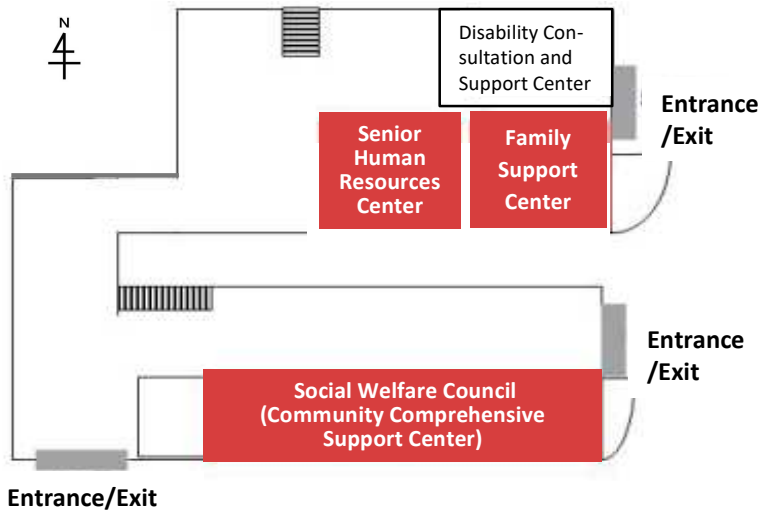 N
Disability Con-
sultation and
Support Center
Entrance
/Exit
Senior
Human
Resources
Center
Family
Support
Center
Entrance
/Exit
Social Welfare Council
(Community Comprehensive
Support Center)
Entrance/Exit